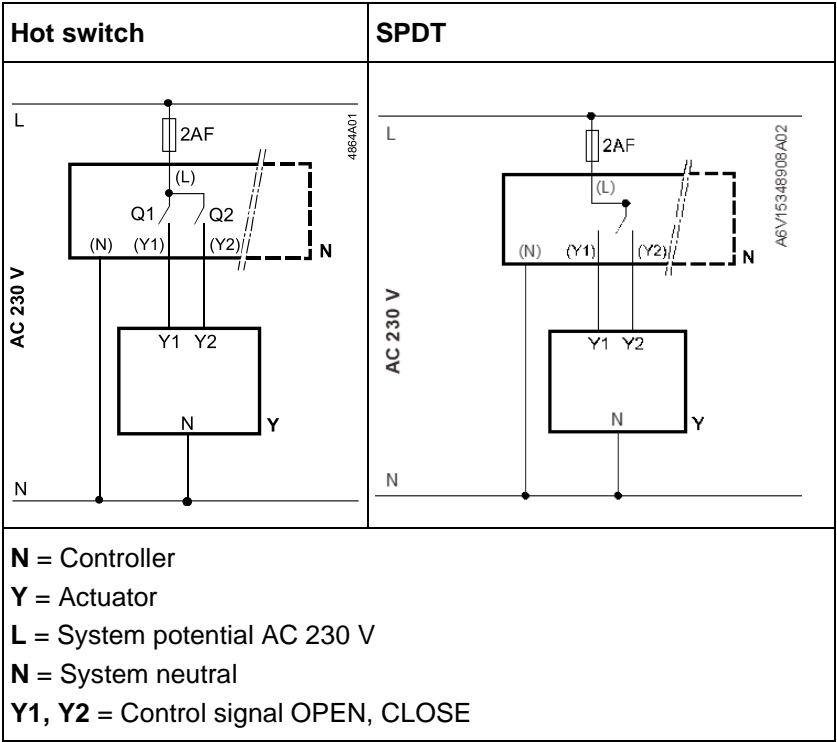 Hot switch
SPDT
L
2AF
4864A01
(L)
Q1
Q2
(N)
(Y1)
(Y2)
N
AC 230 V
Y1
Y2
N
Y
N
L
2AF
A6V15348908A02
(L)
(N)
(Y1)
(Y2)
N
AC 230 V
Y1
Y2
N
Y
N
N = Controller
Y = Actuator
L = System potential AC 230 V
N = System neutral
Y1, Y2 = Control signal OPEN, CLOSE